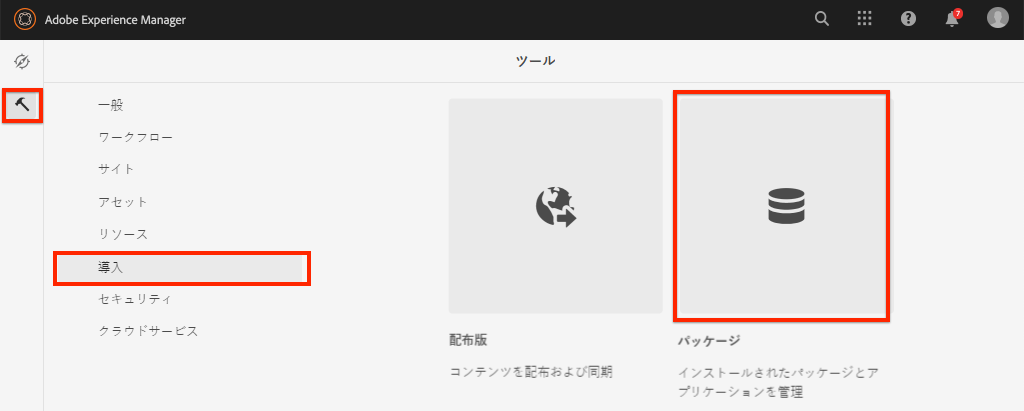 Adobe Experience Manager
7
ツール
一般
ワークフロー
サイト
アセット
リソース
導入
セキュリティ
クラウドサービス
配布版
コンテンツを配布および同期
パッケージ
インストールされたパッケージとア
プリケーションを管理